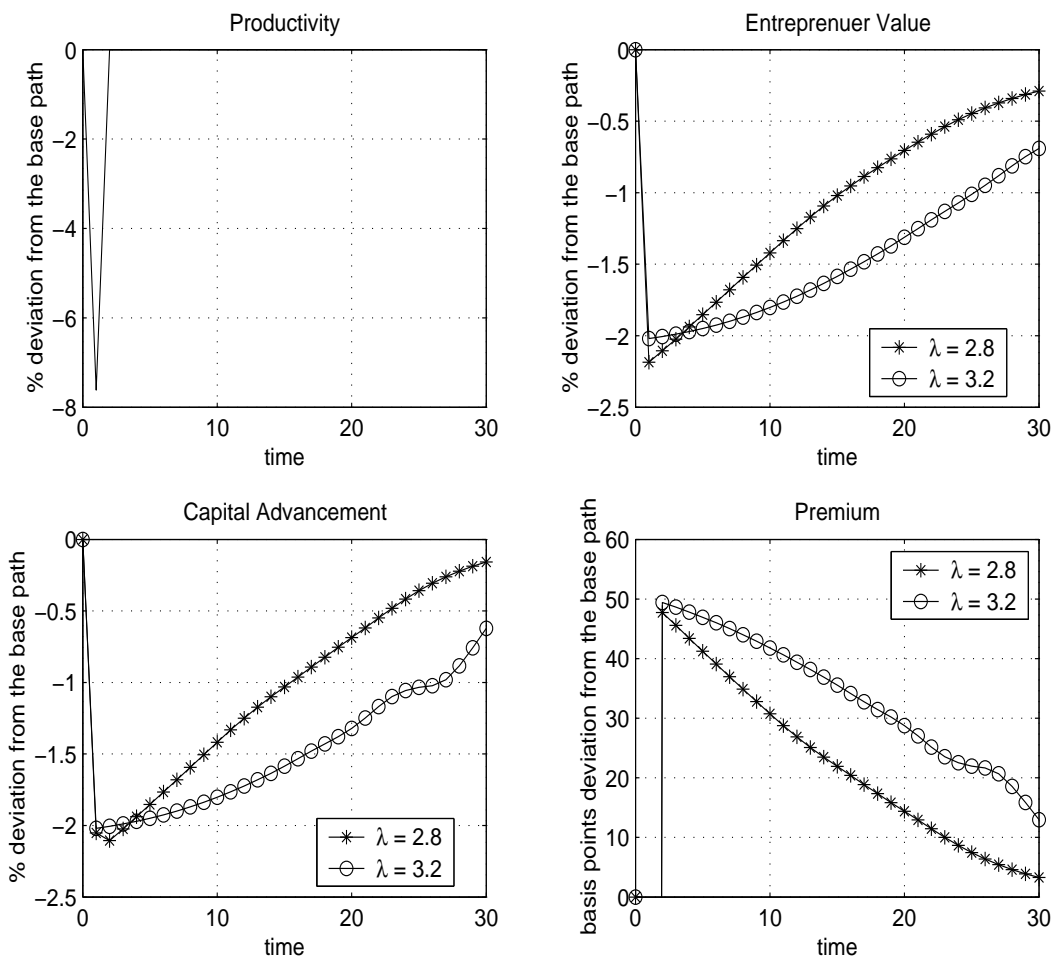 Productivity
% deviation from the base path
0
−2
−4
−6
−8
0
10
20
30
time
Entreprenuer Value
% deviation from the base path
0
−0.5
−1
−1.5
−2
−2.5
λ = 2.8
λ = 3.2
0
10
20
30
time
Capital Advancement
% deviation from the base path
0
−0.5
−1
−1.5
−2
−2.5
λ = 2.8
λ = 3.2
0
10
20
30
time
Premium
basis points deviation from the base path
60
50
40
30
20
10
0
λ = 2.8
λ = 3.2
0
10
20
30
time